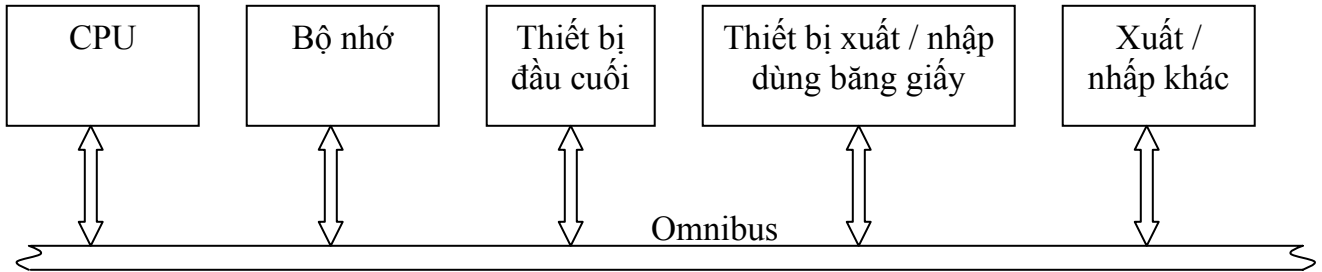 CPU
Bộ nhớ
Thiết bị
đầu cuối
Thiết bị xuất / nhập
dùng băng giấy
Xuất /
nhấp khác
Omnibus